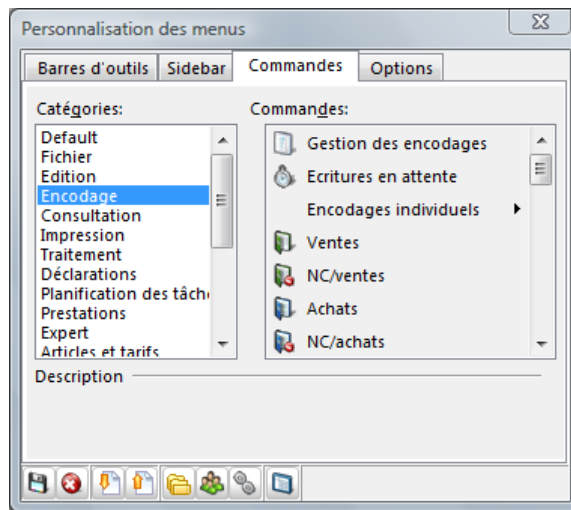 Personnalisation des menus
Barres d'outils Sidebar Commandes Options
Catégories:
Default
Fichier
Edition
Encodage
Consultation
Impression
Traitement
Déclarations
Planification des tâch
Prestations
Expert
Articles et tarifs
Commandes:
Gestion des encodages
Ecritures en attente
Encodages individuels
Ventes
NC/ventes
Achats
NC/achats
Description